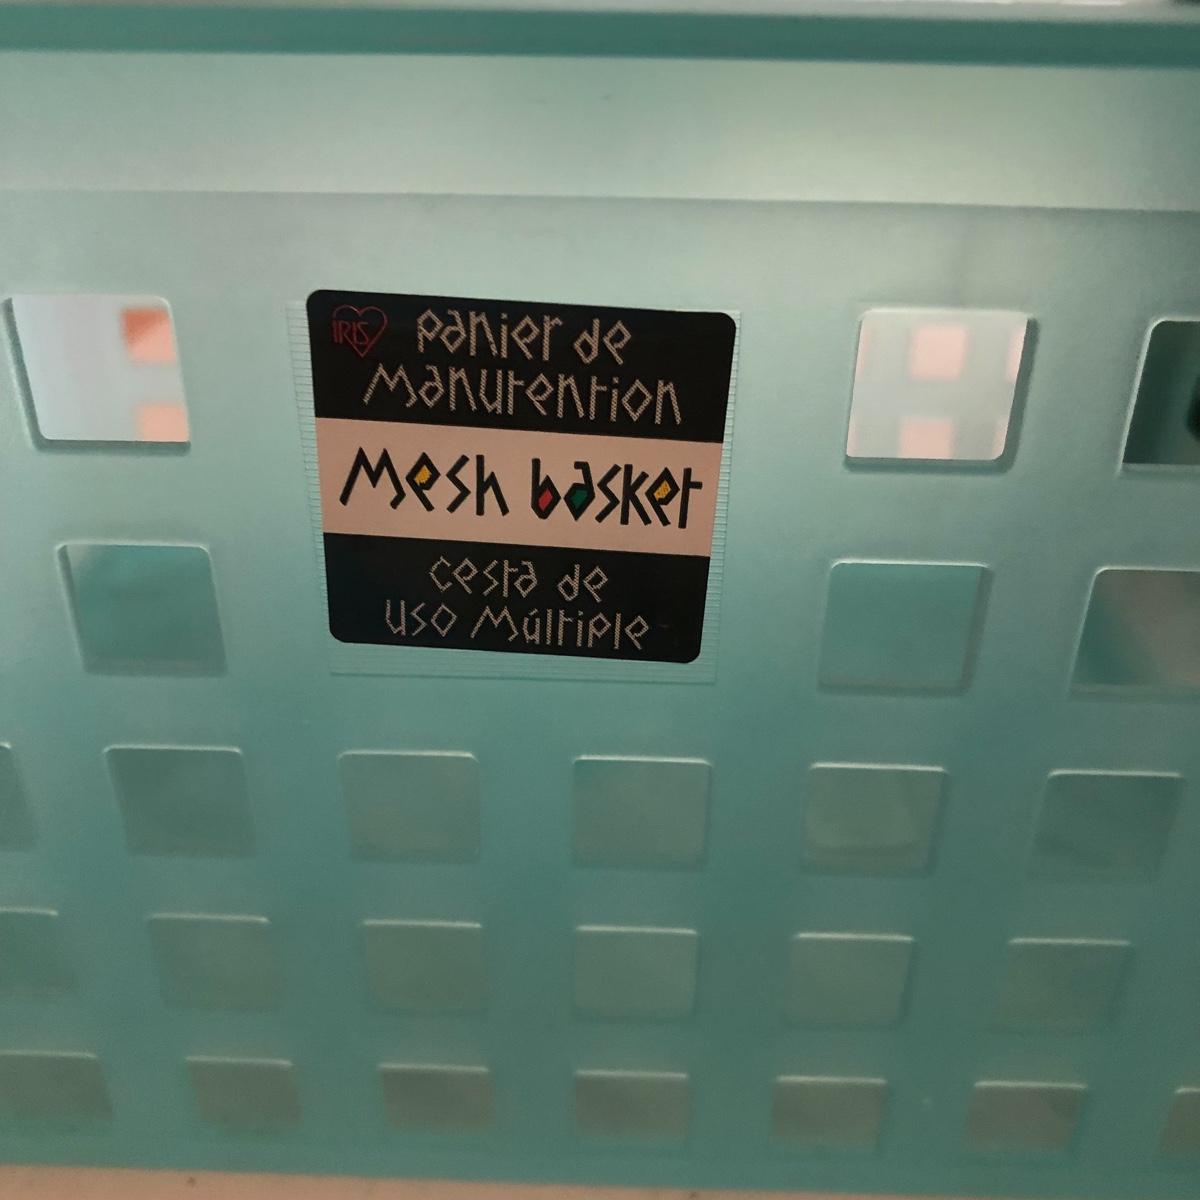 IRIS
panier de
Manutention
Mesh basket
cesta de
uso Múltiple